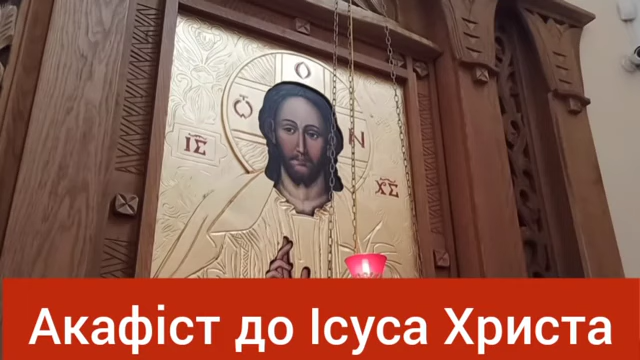 Ѻ
О
Н
ІС
ХС
Акафіст до Ісуса Христа